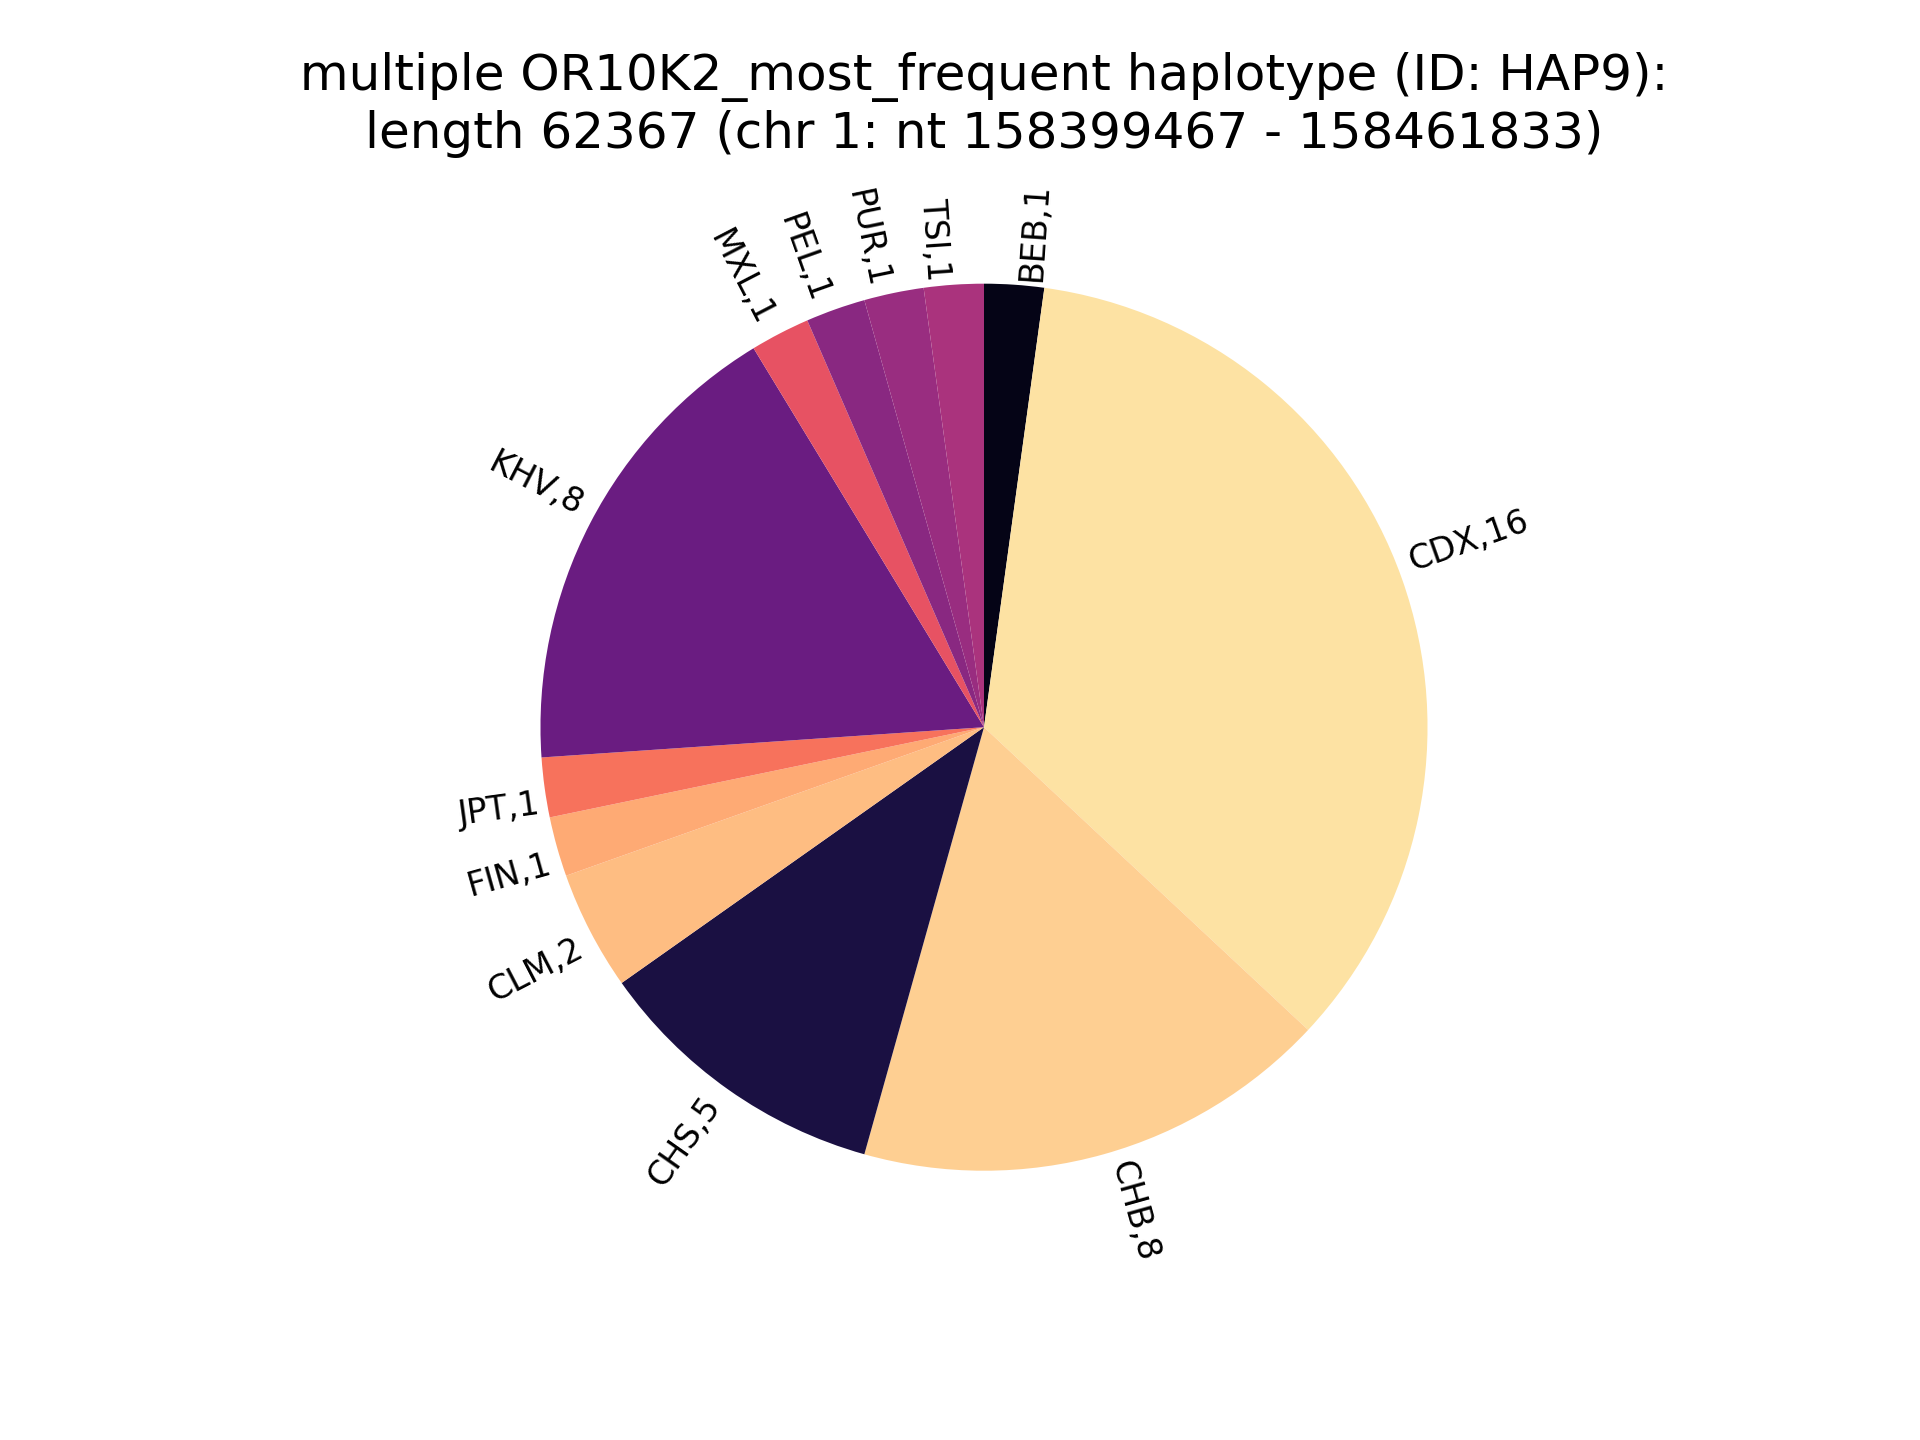 multiple OR10K2_most_frequent haplotype (ID: HAP9):
length 62367 (chr 1: nt 158399467 - 158461833)
BEB,1
CDX,16
CHB,8
CHS,5
CLM,2
FIN,1
JPT,1
KHV,8
MXL,1
PEL,1
PUR,1
TSI,1